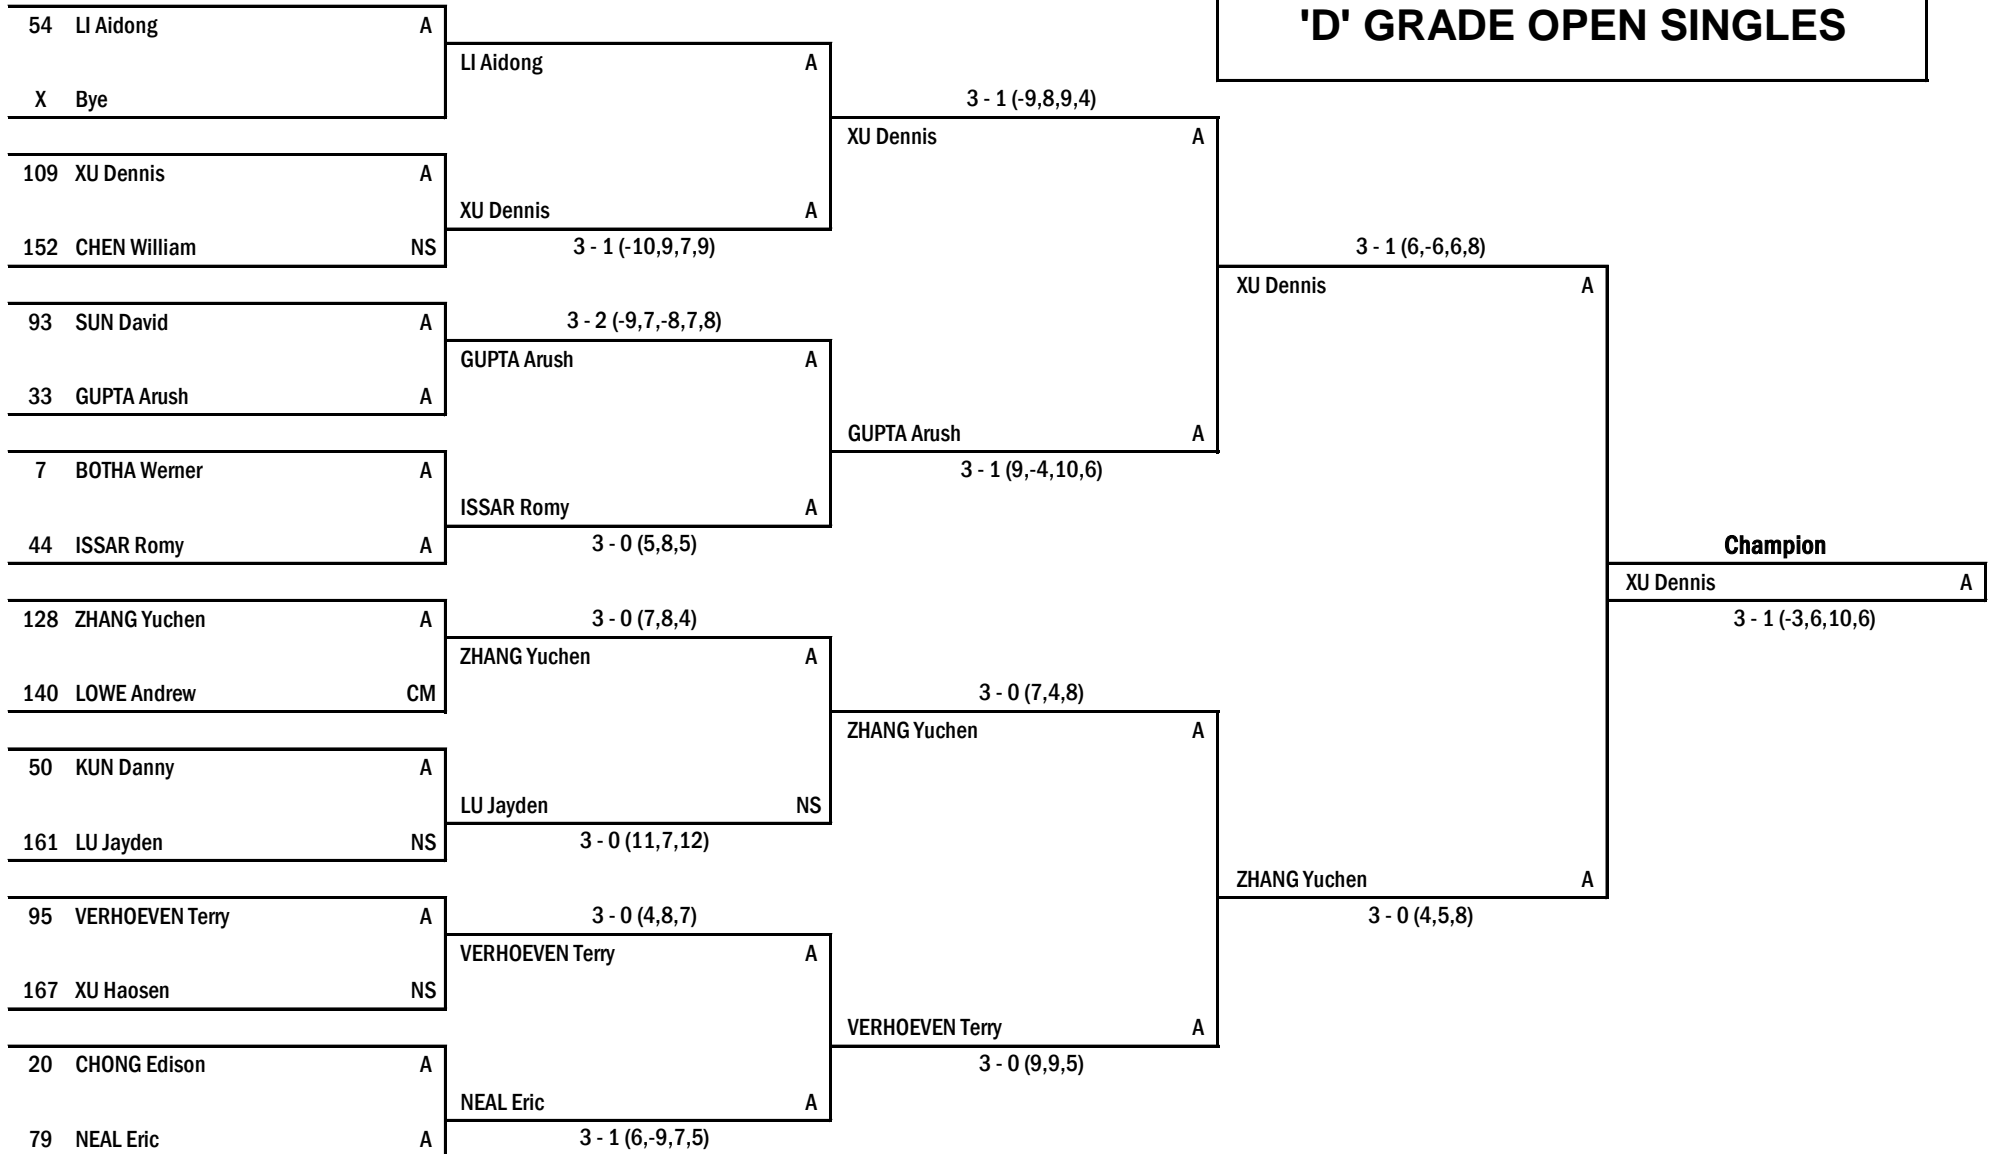 'D' GRADE OPEN SINGLES
54 LI Aidong A
LI Aidong A
X Bye
3 - 1 (-9,8,9,4)
XU Dennis A
109 XU Dennis A
XU Dennis A
152 CHEN William NS
3 - 1 (-10,9,7,9)
3 - 1 (6,-6,6,8)
XU Dennis A
93 SUN David A
3 - 2 (-9,7,-8,7,8)
GUPTA Arush A
33 GUPTA Arush A
GUPTA Arush A
7 BOTHA Werner A
3 - 1 (9,-4,10,6)
ISSAR Romy A
44 ISSAR Romy A
3 - 0 (5,8,5)
Champion
XU Dennis A
128 ZHANG Yuchen A
3 - 0 (7,8,4)
3 - 1 (-3,6,10,6)
ZHANG Yuchen A
140 LOWE Andrew CM
3 - 0 (7,4,8)
ZHANG Yuchen A
50 KUN Danny A
LU Jayden NS
161 LU Jayden NS
3 - 0 (11,7,12)
ZHANG Yuchen A
95 VERHOEVEN Terry A
3 - 0 (4,8,7)
3 - 0 (4,5,8)
VERHOEVEN Terry A
167 XU Haosen NS
VERHOEVEN Terry A
20 CHONG Edison A
3 - 0 (9,9,5)
NEAL Eric A
79 NEAL Eric A
3 - 1 (6,-9,7,5)